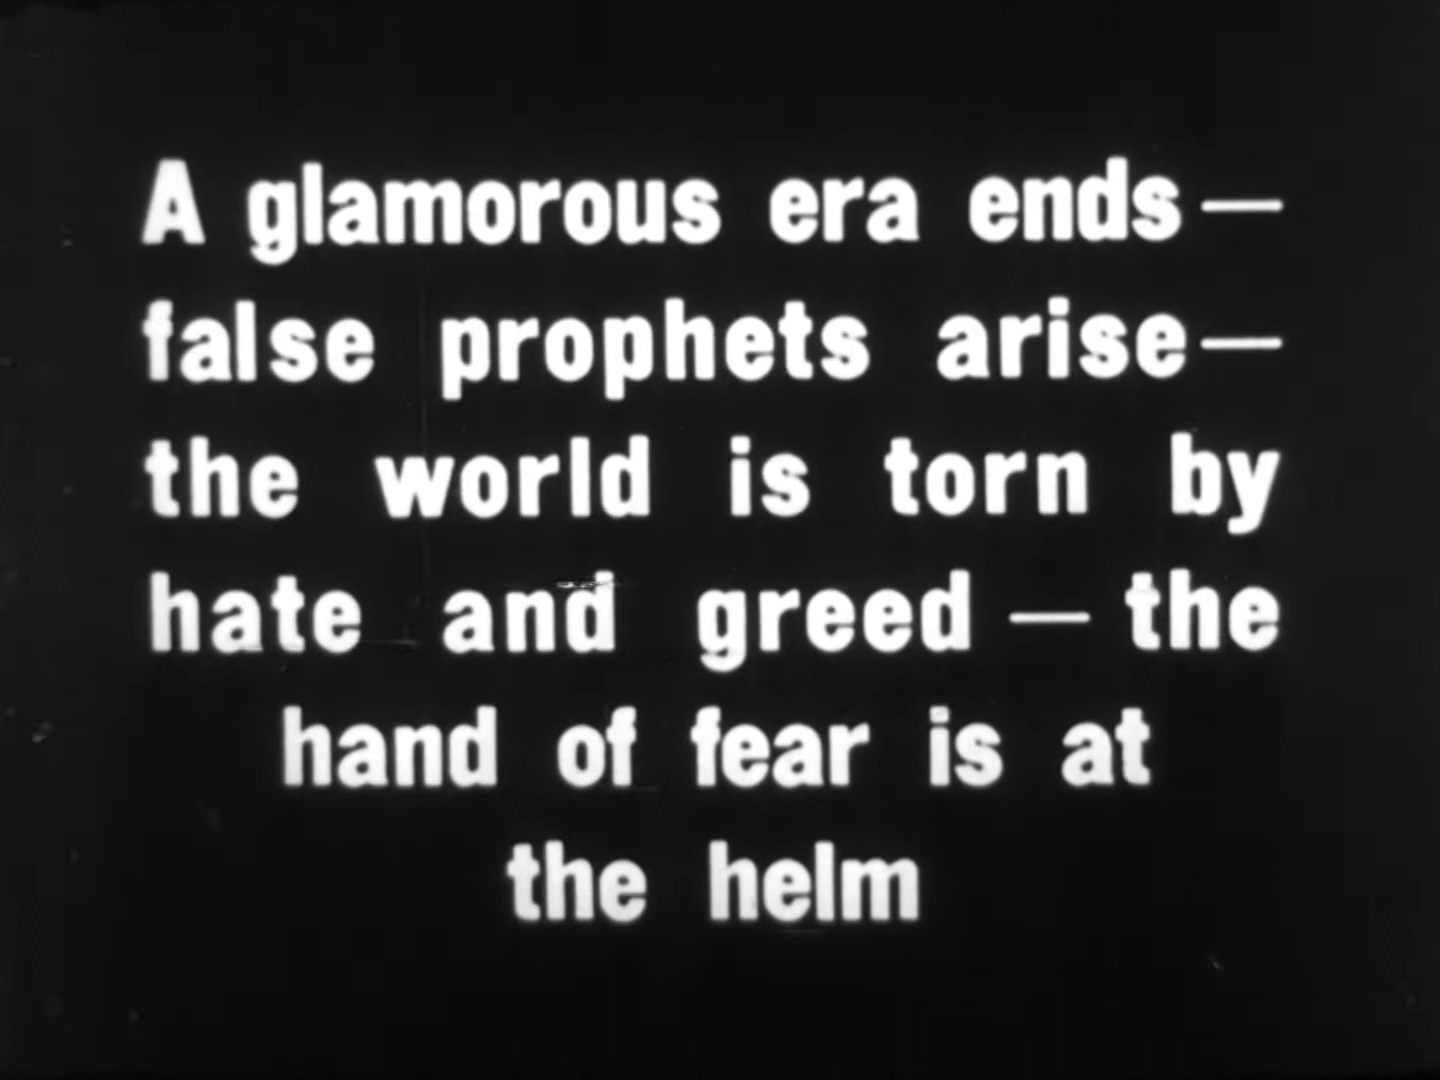 A glamorous era ends—
false prophets arise—
the world is torn by
hate and greed — the
hand of fear is at
the helm